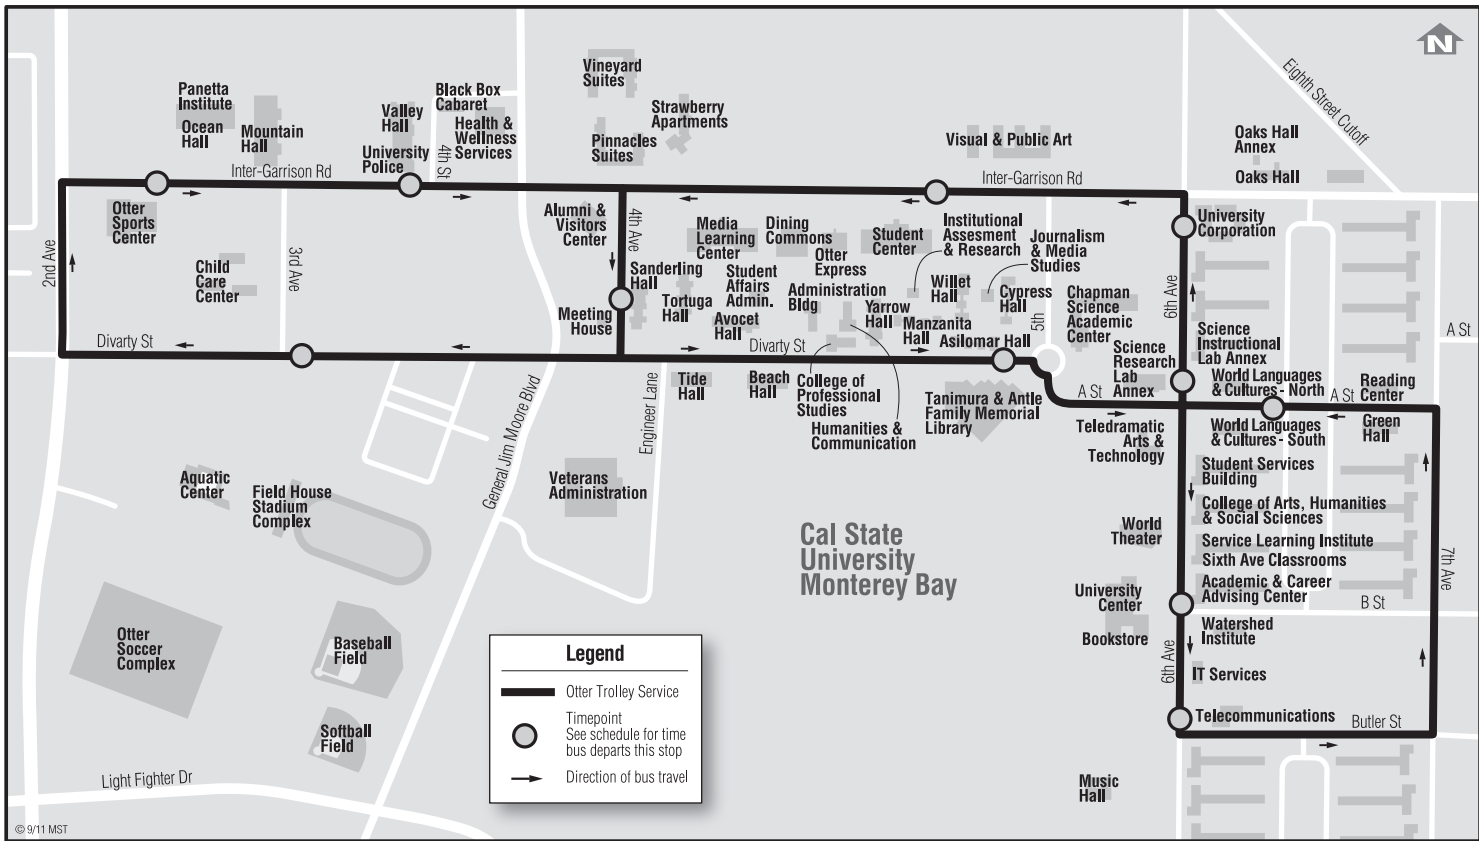 N
Vineyard
Suites
Eighth Street Cutoff
Panetta
Institute
Ocean
Hall
Mountain
Hall
Valley
Hall
University
Police
Black Box
Cabaret
Health &
Wellness
Services
4th St
Strawberry
Apartments
Pinnacles
Suites
Visual & Public Art
Oaks Hall
Annex
Oaks Hall
Inter-Garrison Rd
Inter-Garrison Rd
Otter
Sports
Center
Child
Care
Center
2nd Ave
3rd Ave
Alumni &
Visitors
Center
4th Ave
Meeting
House
Sanderling
Hall
Tortuga
Hall
Media
Learning
Center
Student
Affairs
Admin.
Avocet
Hall
Dining
Commons
Otter
Express
Administration
Bldg
Student
Center
Yarrow
Hall
Institutional
Assesment
& Research
Willet
Hall
Manzanita
Hall
Journalism
& Media
Studies
Cypress
Hall
Asilomar Hall
5th
Chapman
Science
Academic
Center
Science
Research
Lab
Annex
6th Ave
University
Corporation
Science
Instructional
Lab Annex
World Languages
& Cultures - North
A St
Reading
Center
A St
Divarty St
Divarty St
A St
Tide
Hall
Beach
Hall
College of
Professional
Studies
Humanities &
Communication
Tanimura & Antle
Family Memorial
Library
Teledramatic
Arts &
Technology
World Languages
& Cultures - South
Green
Hall
Engineer Lane
General Jim Moore Blvd
Aquatic
Center
Field House
Stadium
Complex
Veterans
Administration
Student Services
Building
College of Arts, Humanities
& Social Sciences
Service Learning Institute
Sixth Ave Classrooms
Academic & Career
Advising Center
World
Theater
7th Ave
Cal State
University
Monterey Bay
University
Center
Bookstore
B St
Watershed
Institute
6th Ave
IT Services
Telecommunications
Butler St
Otter
Soccer
Complex
Baseball
Field
Softball
Field
Light Fighter Dr
Music
Hall
Legend
Otter Trolley Service
Timepoint
See schedule for time
bus departs this stop
Direction of bus travel
© 9/11 MST